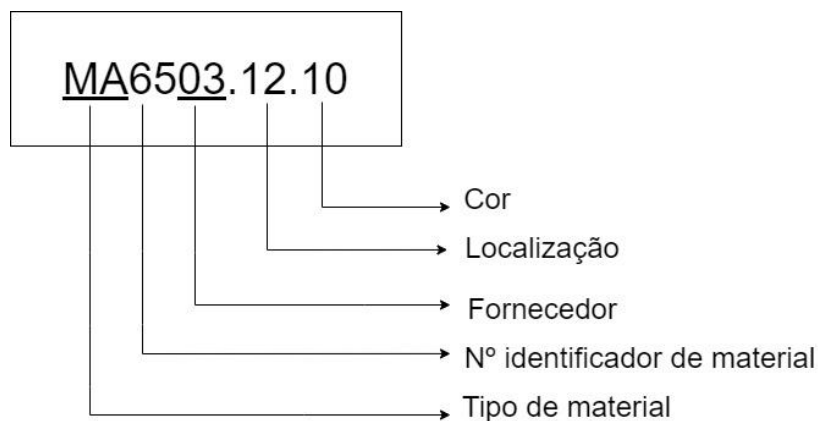 MA6503.12.10
Cor
Localização
Fornecedor
Nº identificador de material
Tipo de material